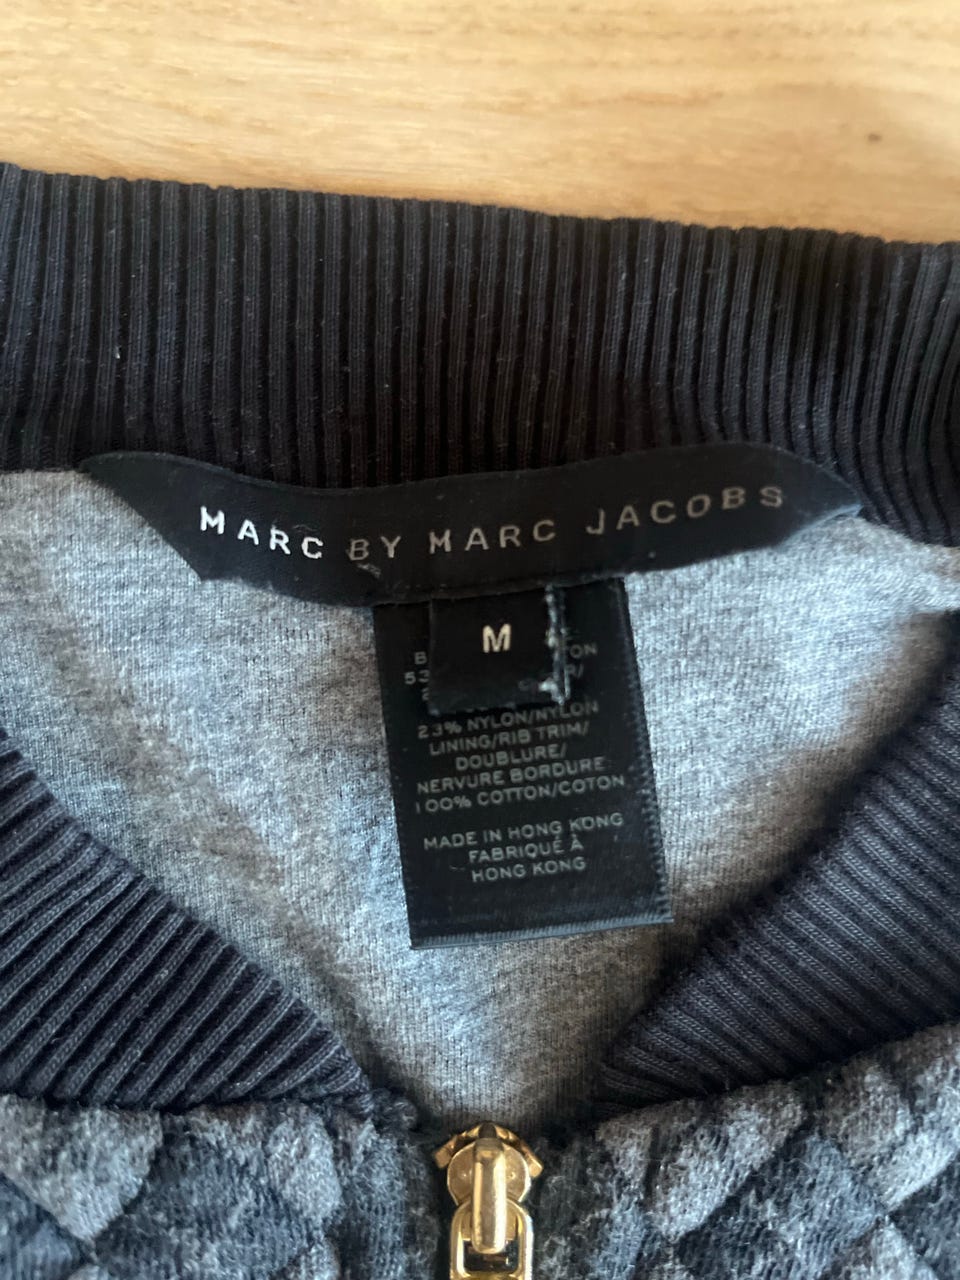 MARC BY MARC JACOBS
M
23% NYLON/NYLON
LINING/RIB TRIM/
DOUBLURE/
NERVURE BORDURE
100% COTTON/COTON
MADE IN HONG KONG
FABRIQUÉ À
HONG KONG